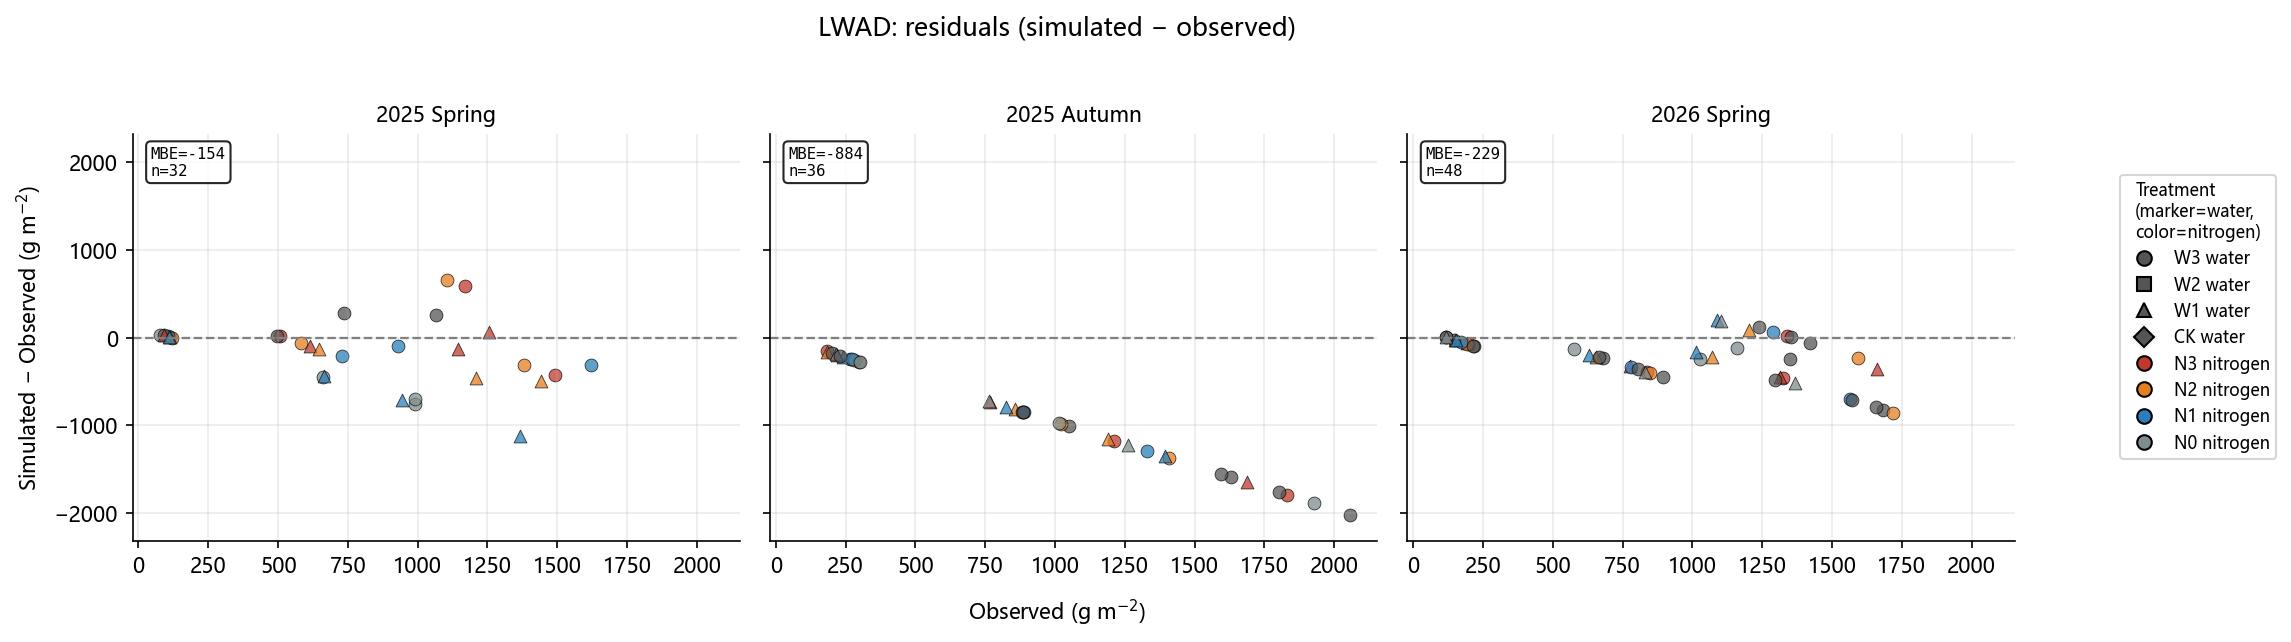 LWAD: residuals (simulated − observed)
2025 Spring
2025 Autumn
2026 Spring
MBE=-154
n=32
MBE=-884
n=36
MBE=-229
n=48
Simulated − Observed (g m⁻²)
2000
1000
0
−1000
−2000
0 250 500 750 1000 1250 1500 1750 2000
0 250 500 750 1000 1250 1500 1750 2000
0 250 500 750 1000 1250 1500 1750 2000
Observed (g m⁻²)
Treatment
(marker=water,
color=nitrogen)
W3 water
W2 water
W1 water
CK water
N3 nitrogen
N2 nitrogen
N1 nitrogen
N0 nitrogen